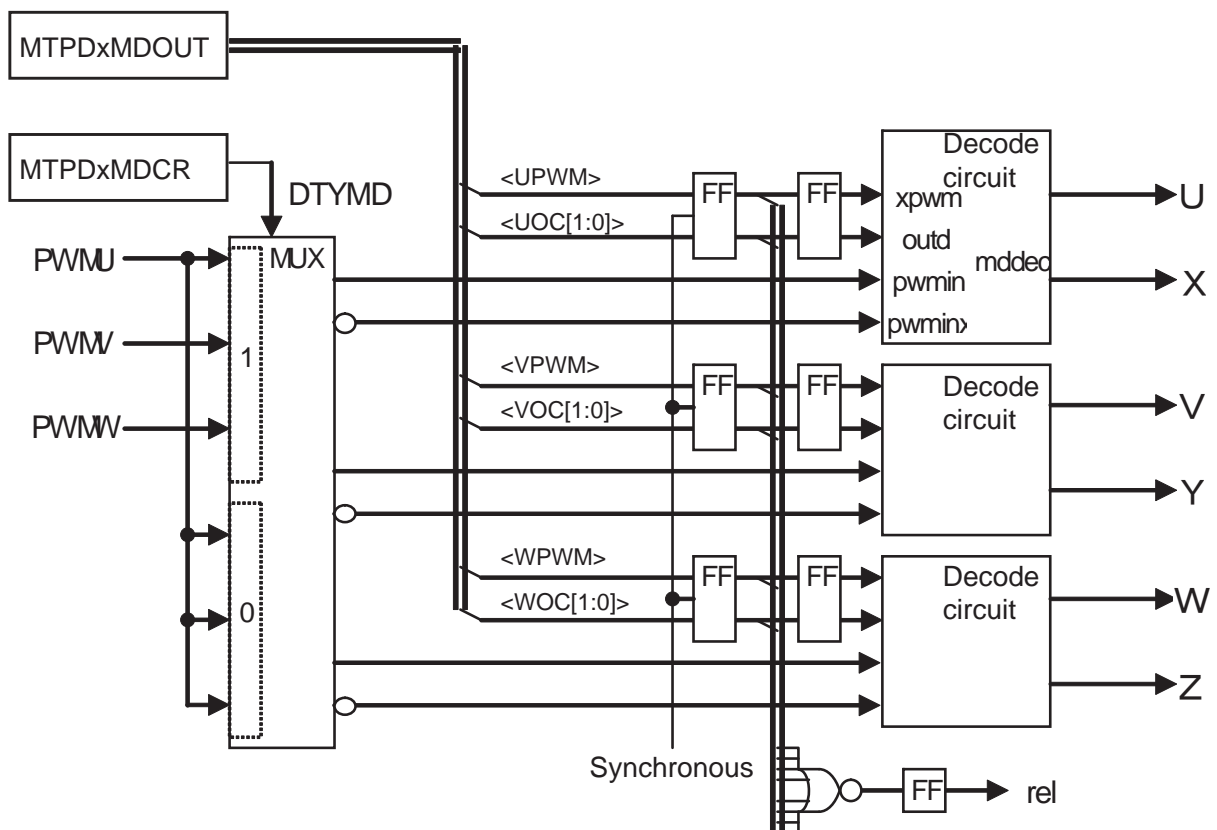 MTPDxMDOUT
MTPDxMDCR
DTYMD
PWMU
PWMV
PWMW
MUX
1
0
<UPWM>
<UOC[1:0]>
FF
FF
Decode
circuit
xpwm
outd
pwmin
pwminx
mddec
U
X
<VPWM>
<VOC[1:0]>
FF
FF
Decode
circuit
V
Y
<WPWM>
<WOC[1:0]>
FF
FF
Decode
circuit
W
Z
Synchronous
FF
rel